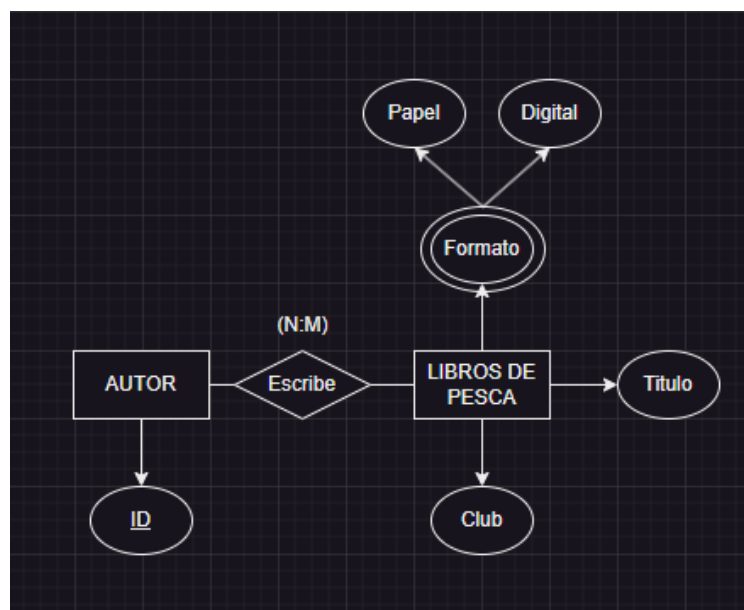 Papel
Digital
Formato
(N:M)
AUTOR
Escribe
LIBROS DE
PESCA
Titulo
ID
Club